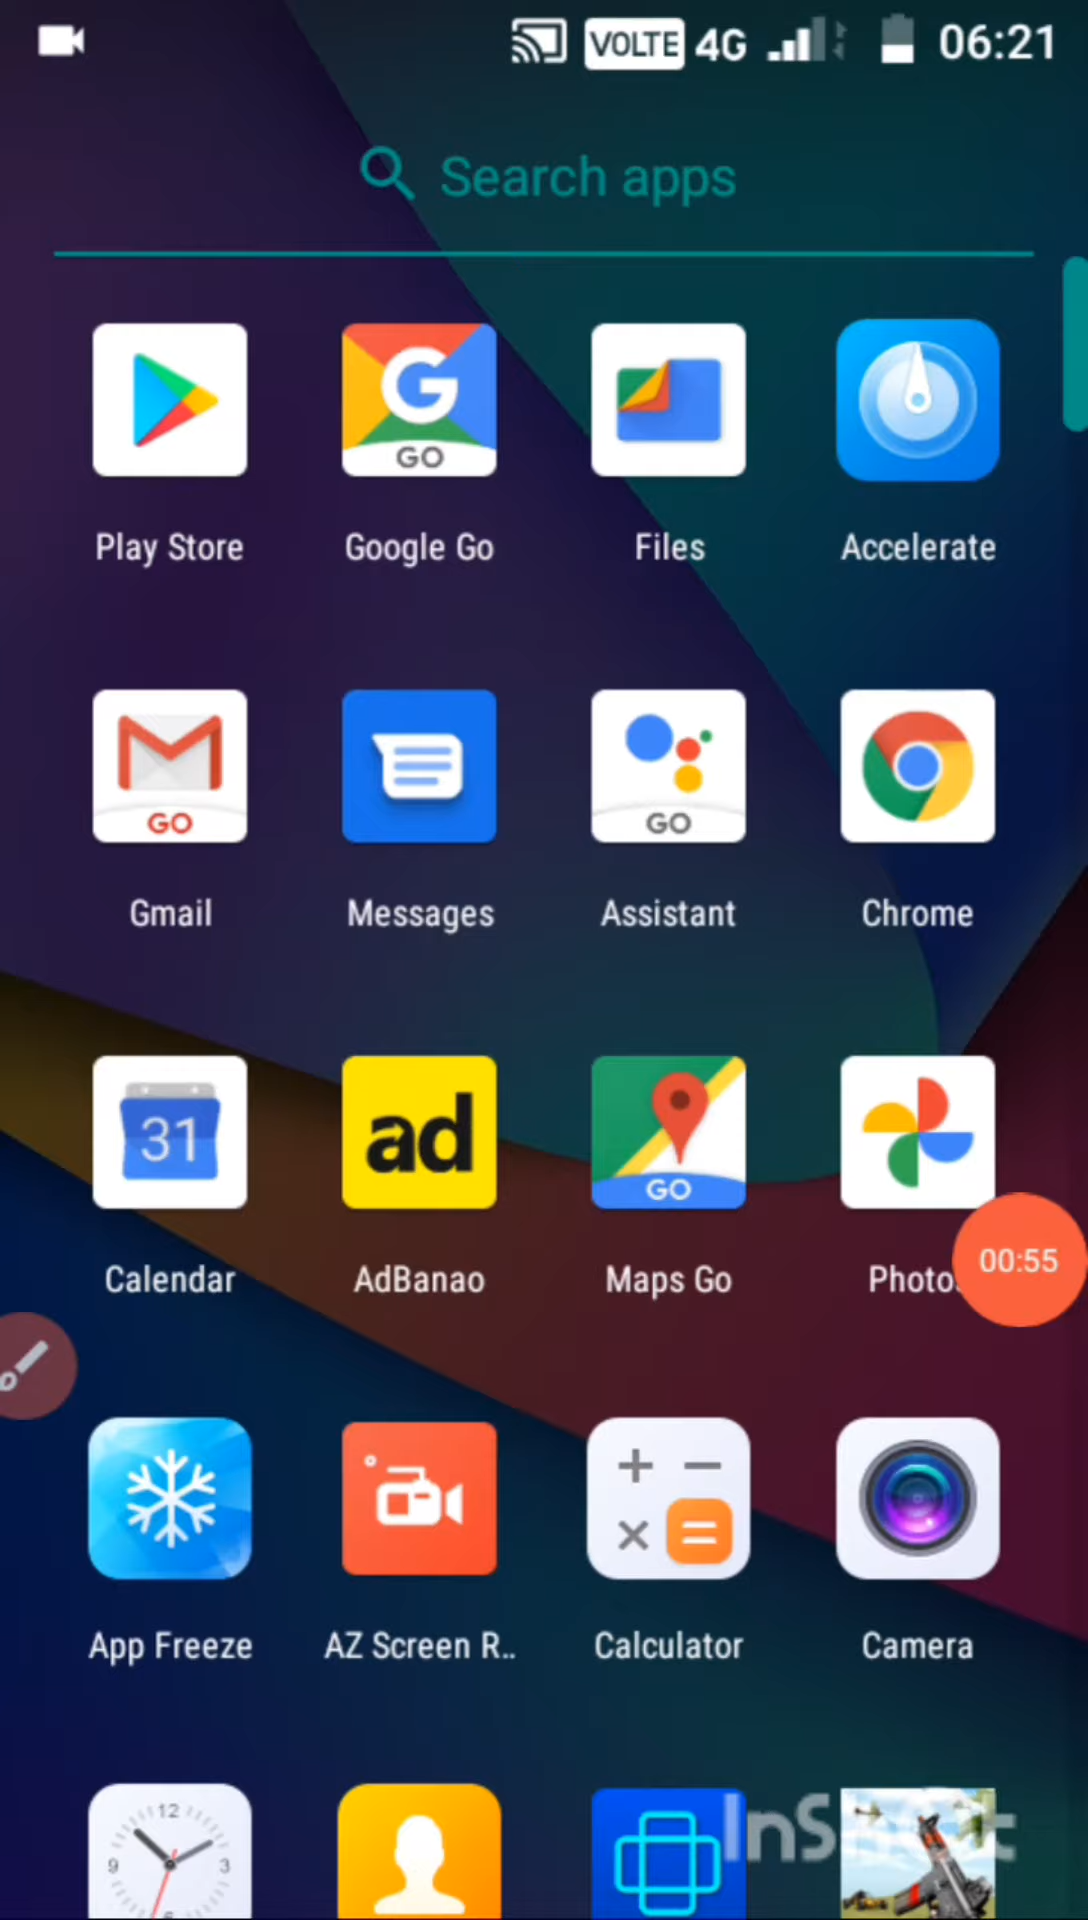 VOLTE 4G 06:21
Search apps
GO
Play Store Google Go Files Accelerate
GO GO
Gmail Messages Assistant Chrome
31 ad GO
Calendar AdBanao Maps Go Photo
00:55
App Freeze AZ Screen R.. Calculator Camera
12
9 3
InShot